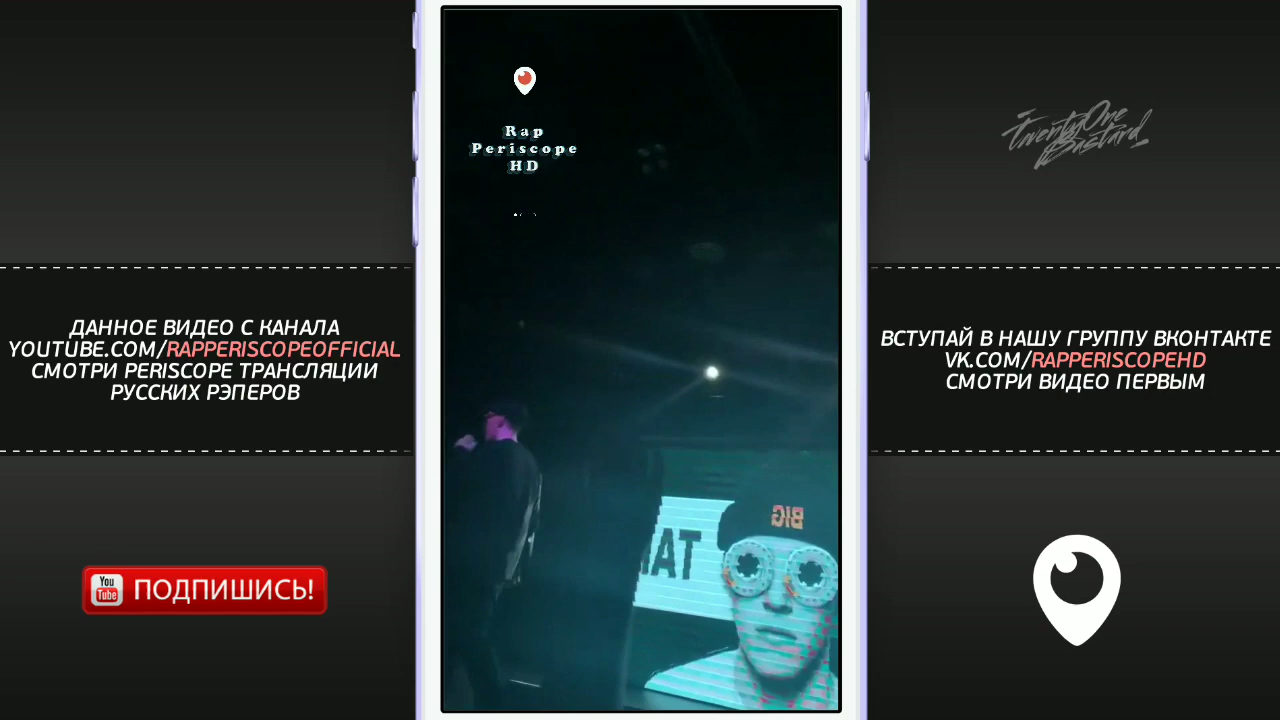 Rap
Periscope
HD
TwentyOne
Bastard
ДАННОЕ ВИДЕО С КАНАЛА
YOUTUBE.COM/RAPPERISCOPEOFFICIAL
СМОТРИ PERISCOPE ТРАНСЛЯЦИИ
РУССКИХ РЭПЕРОВ
ВСТУПАЙ В НАШУ ГРУППУ ВКОНТАКТЕ
VK.COM/RAPPERISCOPEHD
СМОТРИ ВИДЕО ПЕРВЫМ
BIG
You
Tube
ПОДПИШИСЬ!